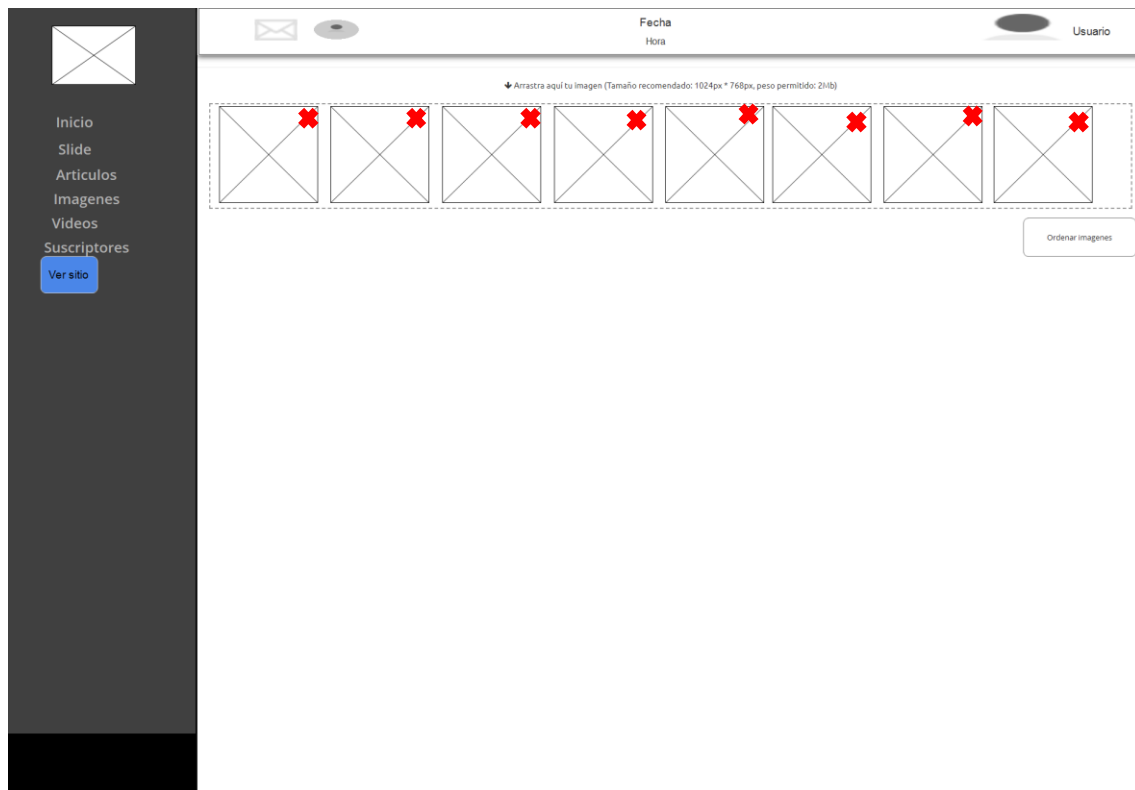 Fecha
Hora
Usuario
Arrastra aquí tu imagen (Tamaño recomendado: 1024px * 768px, peso permitido: 2Mb)
Inicio
Slide
Articulos
Imagenes
Videos
Suscriptores
Ver sitio
Ordenar imagenes